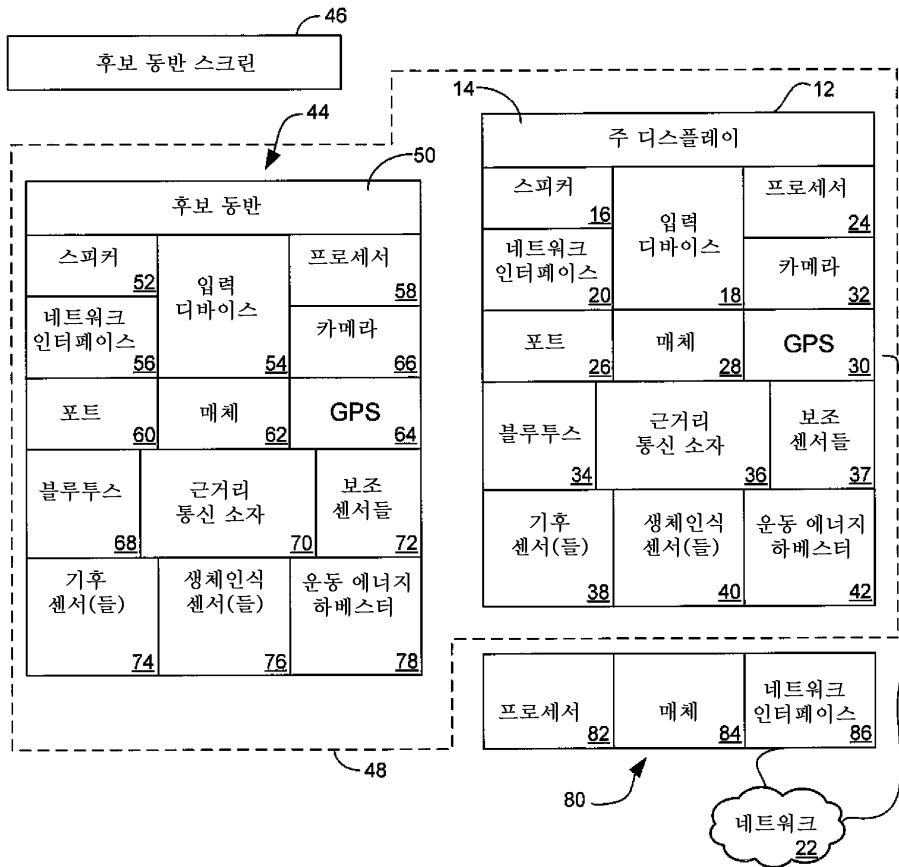 46
후보 동반 스크린
44
50
후보 동반
스피커
52
입력
디바이스
54
프로세서
58
네트워크
인터페이스
56
카메라
66
포트
60
매체
62
GPS
64
블루투스
68
근거리
통신 소자
70
보조
센서들
72
기후
센서(들)
74
생체인식
센서(들)
76
운동 에너지
하베스터
78
48
14
12
주 디스플레이
스피커
16
입력
디바이스
18
프로세서
24
네트워크
인터페이스
20
카메라
32
포트
26
매체
28
GPS
30
블루투스
34
근거리
통신 소자
36
보조
센서들
37
기후
센서(들)
38
생체인식
센서(들)
40
운동 에너지
하베스터
42
프로세서
82
매체
84
네트워크
인터페이스
86
80
네트워크
22